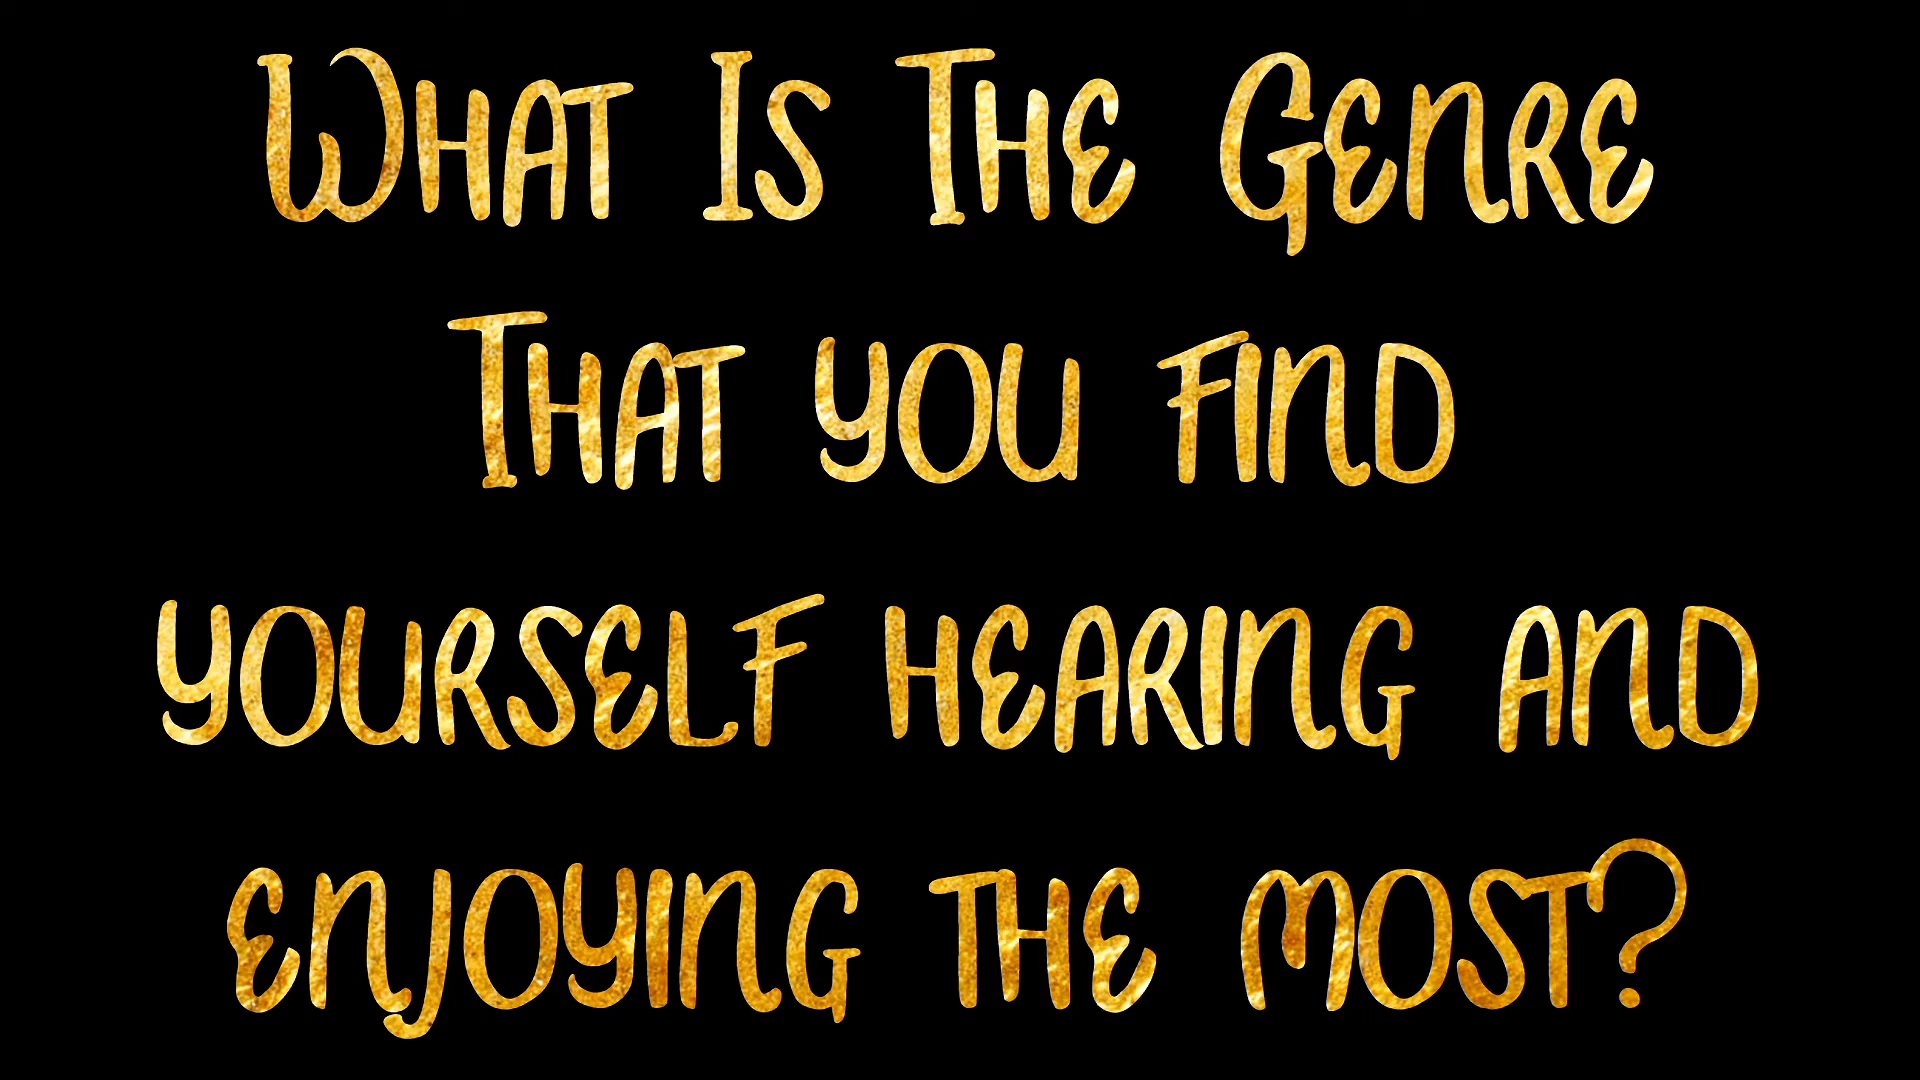 What Is The Genre
That you find
yourself hearing and
enjoying the most?